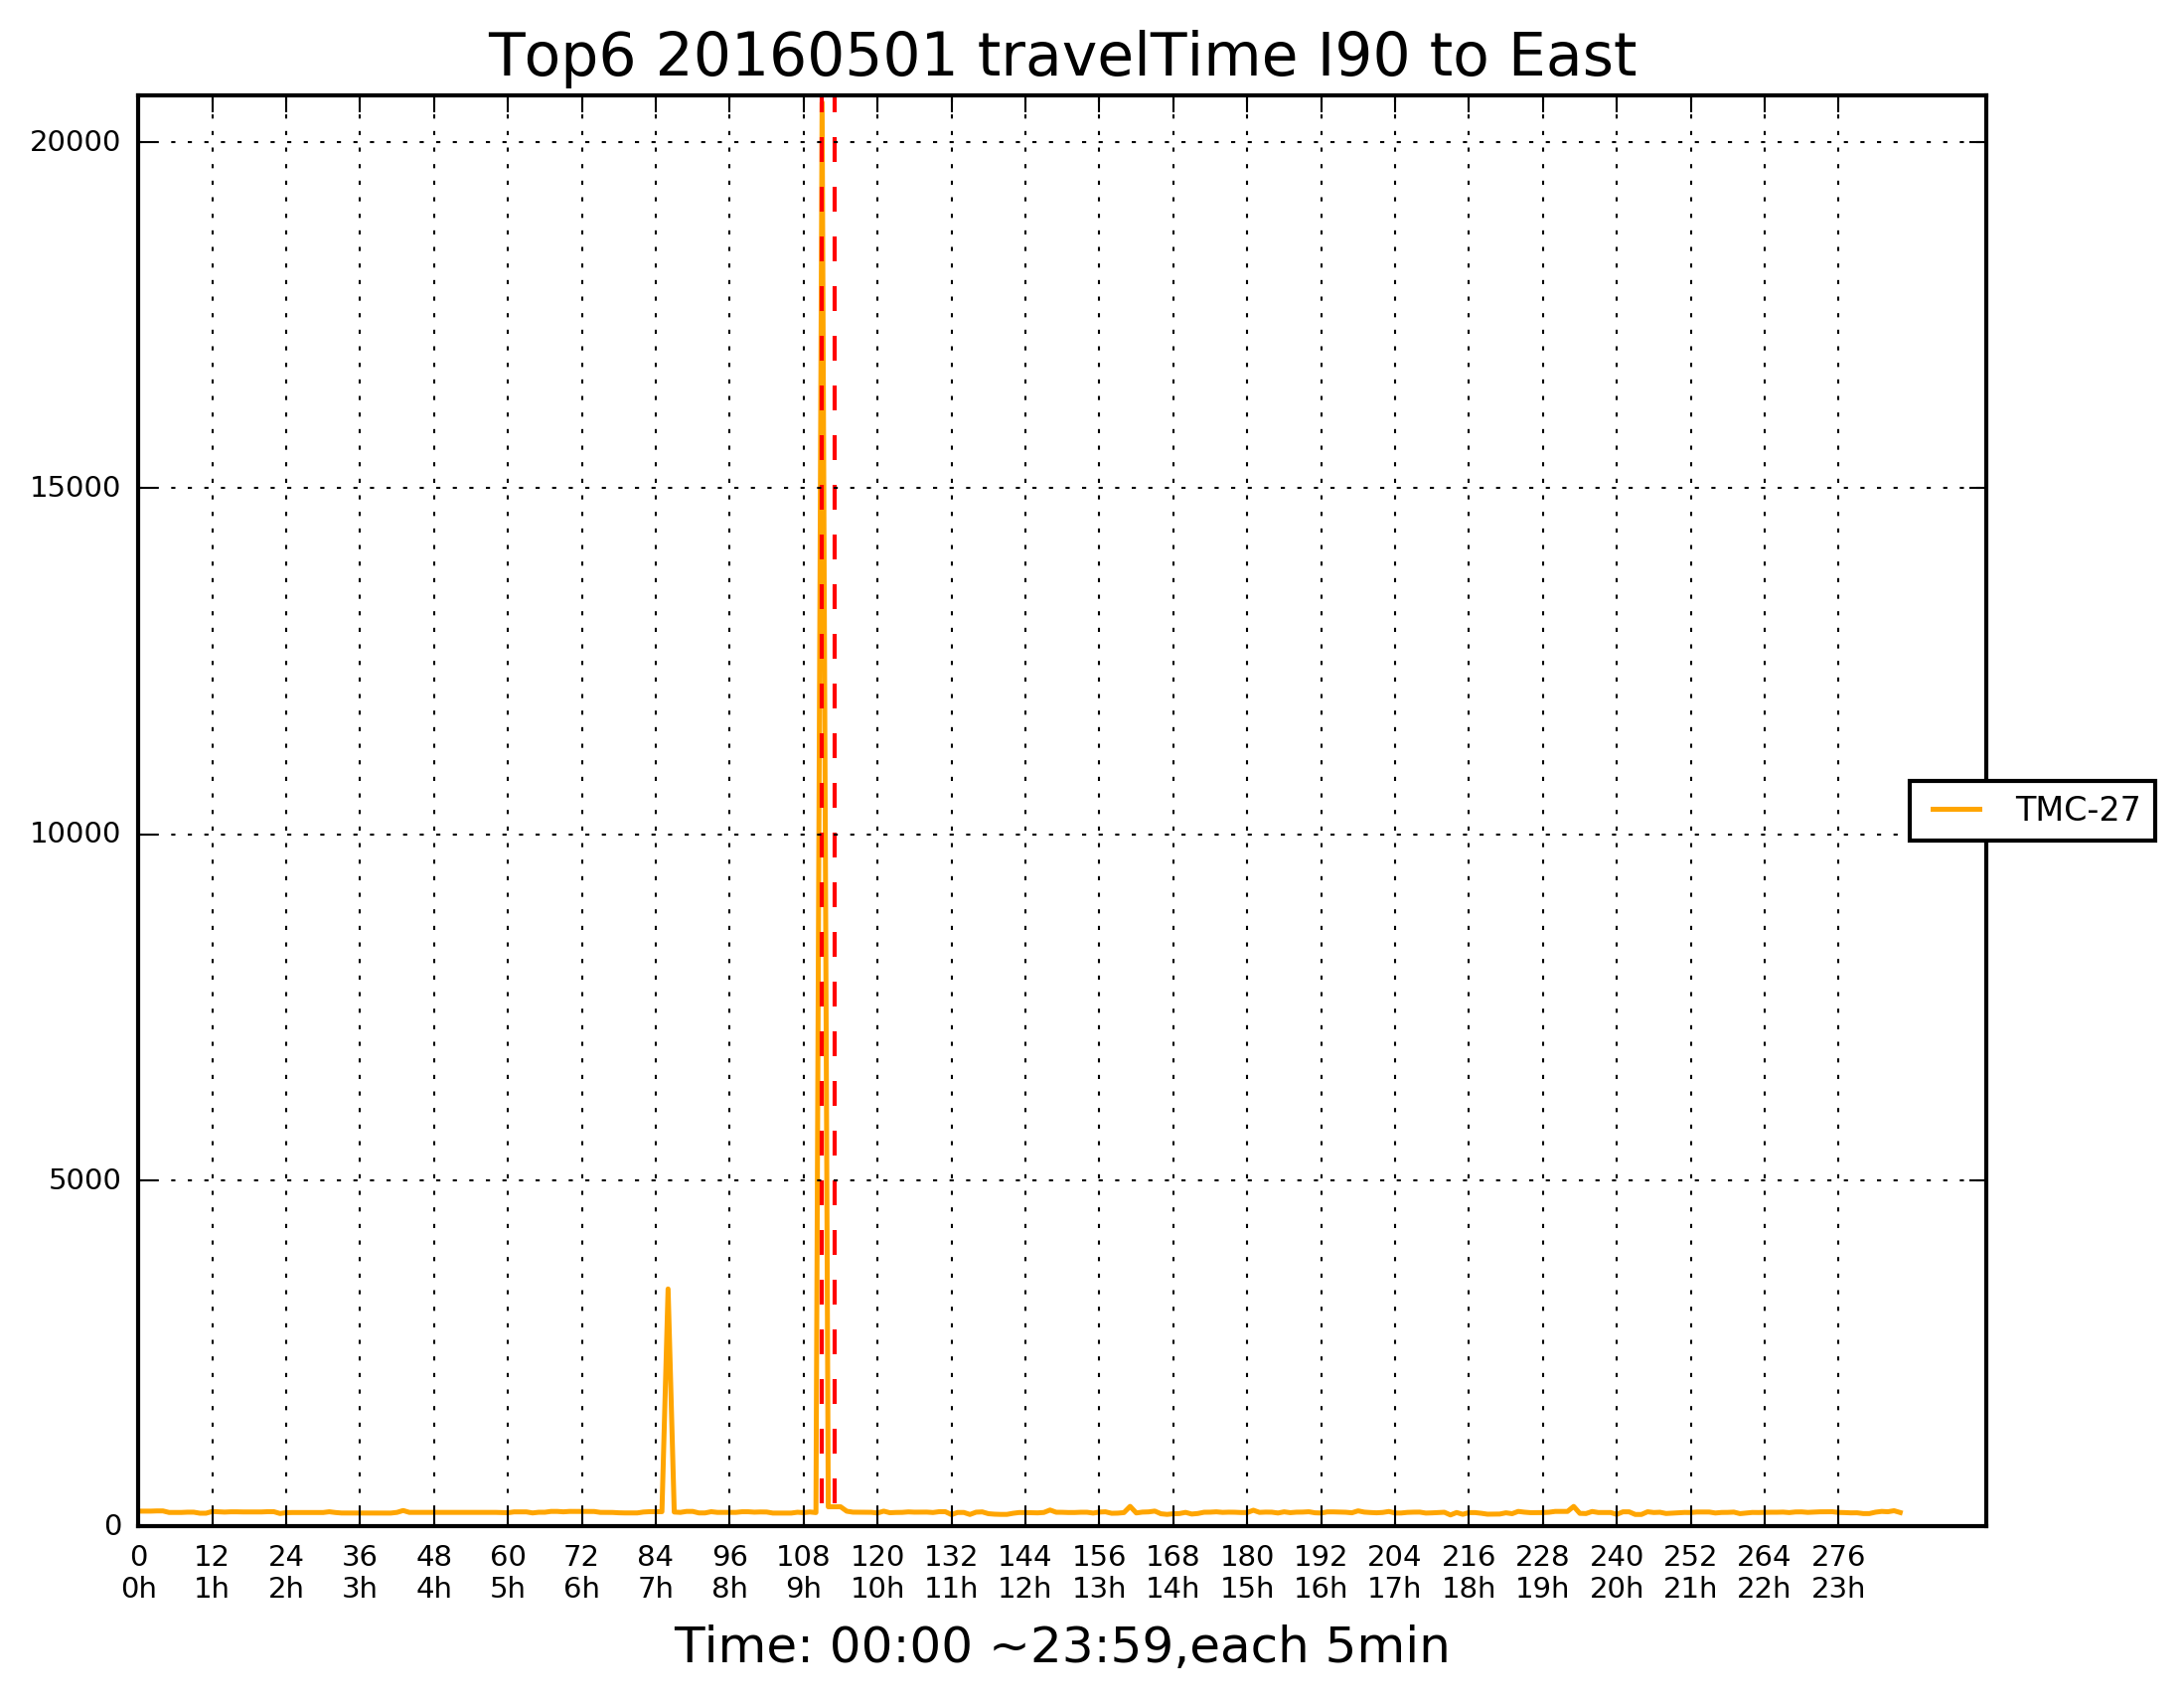 Top6 20160501 travelTime I90 to East
20000
15000
10000
5000
0
TMC-27
0 12 24 36 48 60 72 84 96 108 120 132 144 156 168 180 192 204 216 228 240 252 264 276
0h 1h 2h 3h 4h 5h 6h 7h 8h 9h 10h 11h 12h 13h 14h 15h 16h 17h 18h 19h 20h 21h 22h 23h
Time: 00:00 ~23:59,each 5min